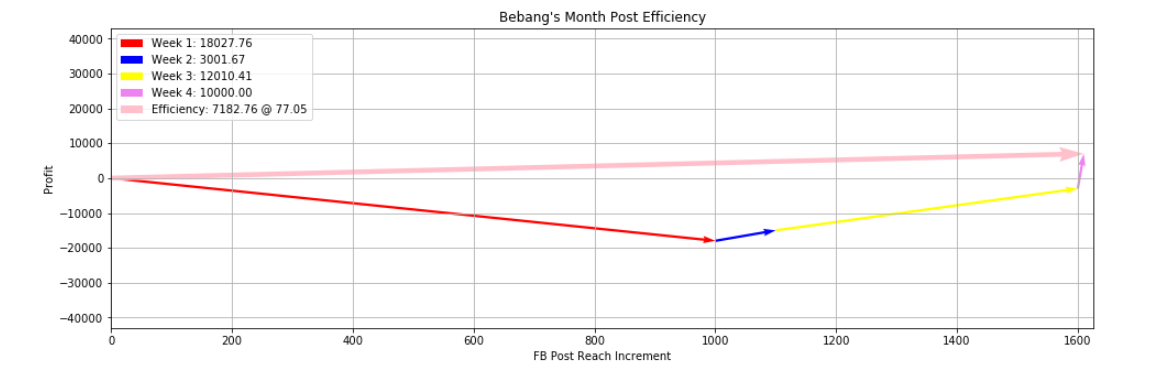 Bebang's Month Post Efficiency
Week 1: 18027.76
Week 2: 3001.67
Week 3: 12010.41
Week 4: 10000.00
Efficiency: 7182.76 @ 77.05
Profit
40000
30000
20000
10000
0
−10000
−20000
−30000
−40000
0 200 400 600 800 1000 1200 1400 1600
FB Post Reach Increment